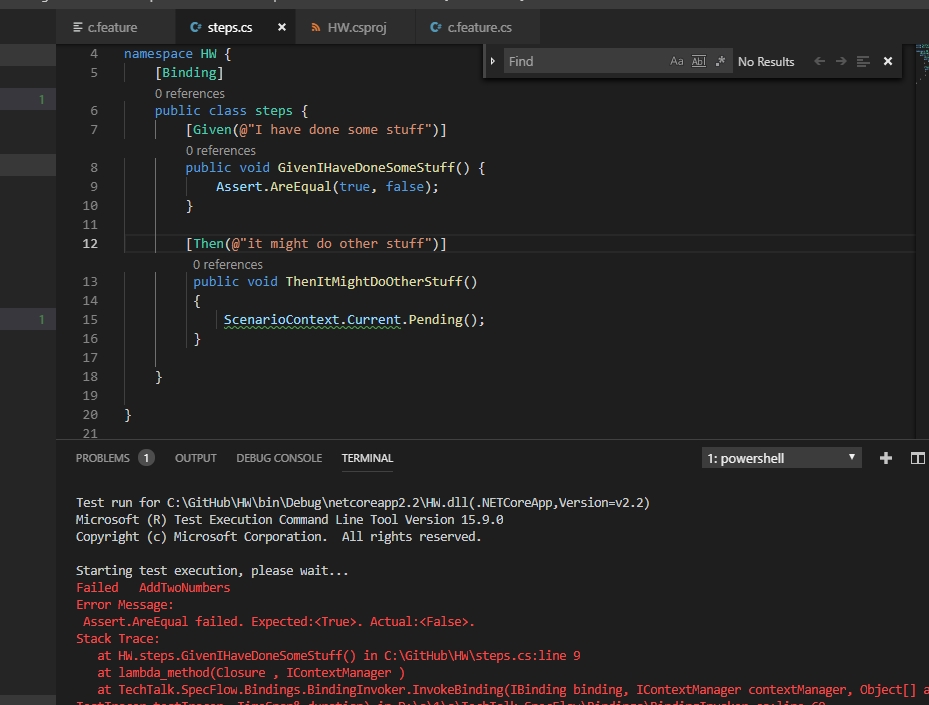 c.feature
steps.cs
HW.csproj
c.feature.cs
Find
Aa Abl .*
No Results
1
1
4 namespace HW {
5 [Binding]
0 references
6 public class steps {
7 [Given(@"I have done some stuff")]
0 references
8 public void GivenIHaveDoneSomeStuff() {
9 Assert.AreEqual(true, false);
10 }
11
12 [Then(@"it might do other stuff")]
0 references
13 public void ThenItMightDoOtherStuff()
14 {
15 ScenarioContext.Current.Pending();
16 }
17
18 }
19
20 }
21
PROBLEMS 1 OUTPUT DEBUG CONSOLE TERMINAL 1: powershell
Test run for C:\GitHub\HW\bin\Debug\netcoreapp2.2\HW.dll(.NETCoreApp,Version=v2.2)
Microsoft (R) Test Execution Command Line Tool Version 15.9.0
Copyright (c) Microsoft Corporation.  All rights reserved.
Starting test execution, please wait...
Failed   AddTwoNumbers
Error Message:
Assert.AreEqual failed. Expected:<True>. Actual:<False>.
Stack Trace:
at HW.steps.GivenIHaveDoneSomeStuff() in C:\GitHub\HW\steps.cs:line 9
at lambda_method(Closure , IContextManager )
at TechTalk.SpecFlow.Bindings.BindingInvoker.InvokeBinding(IBinding binding, IContextManager contextManager, Object[] a